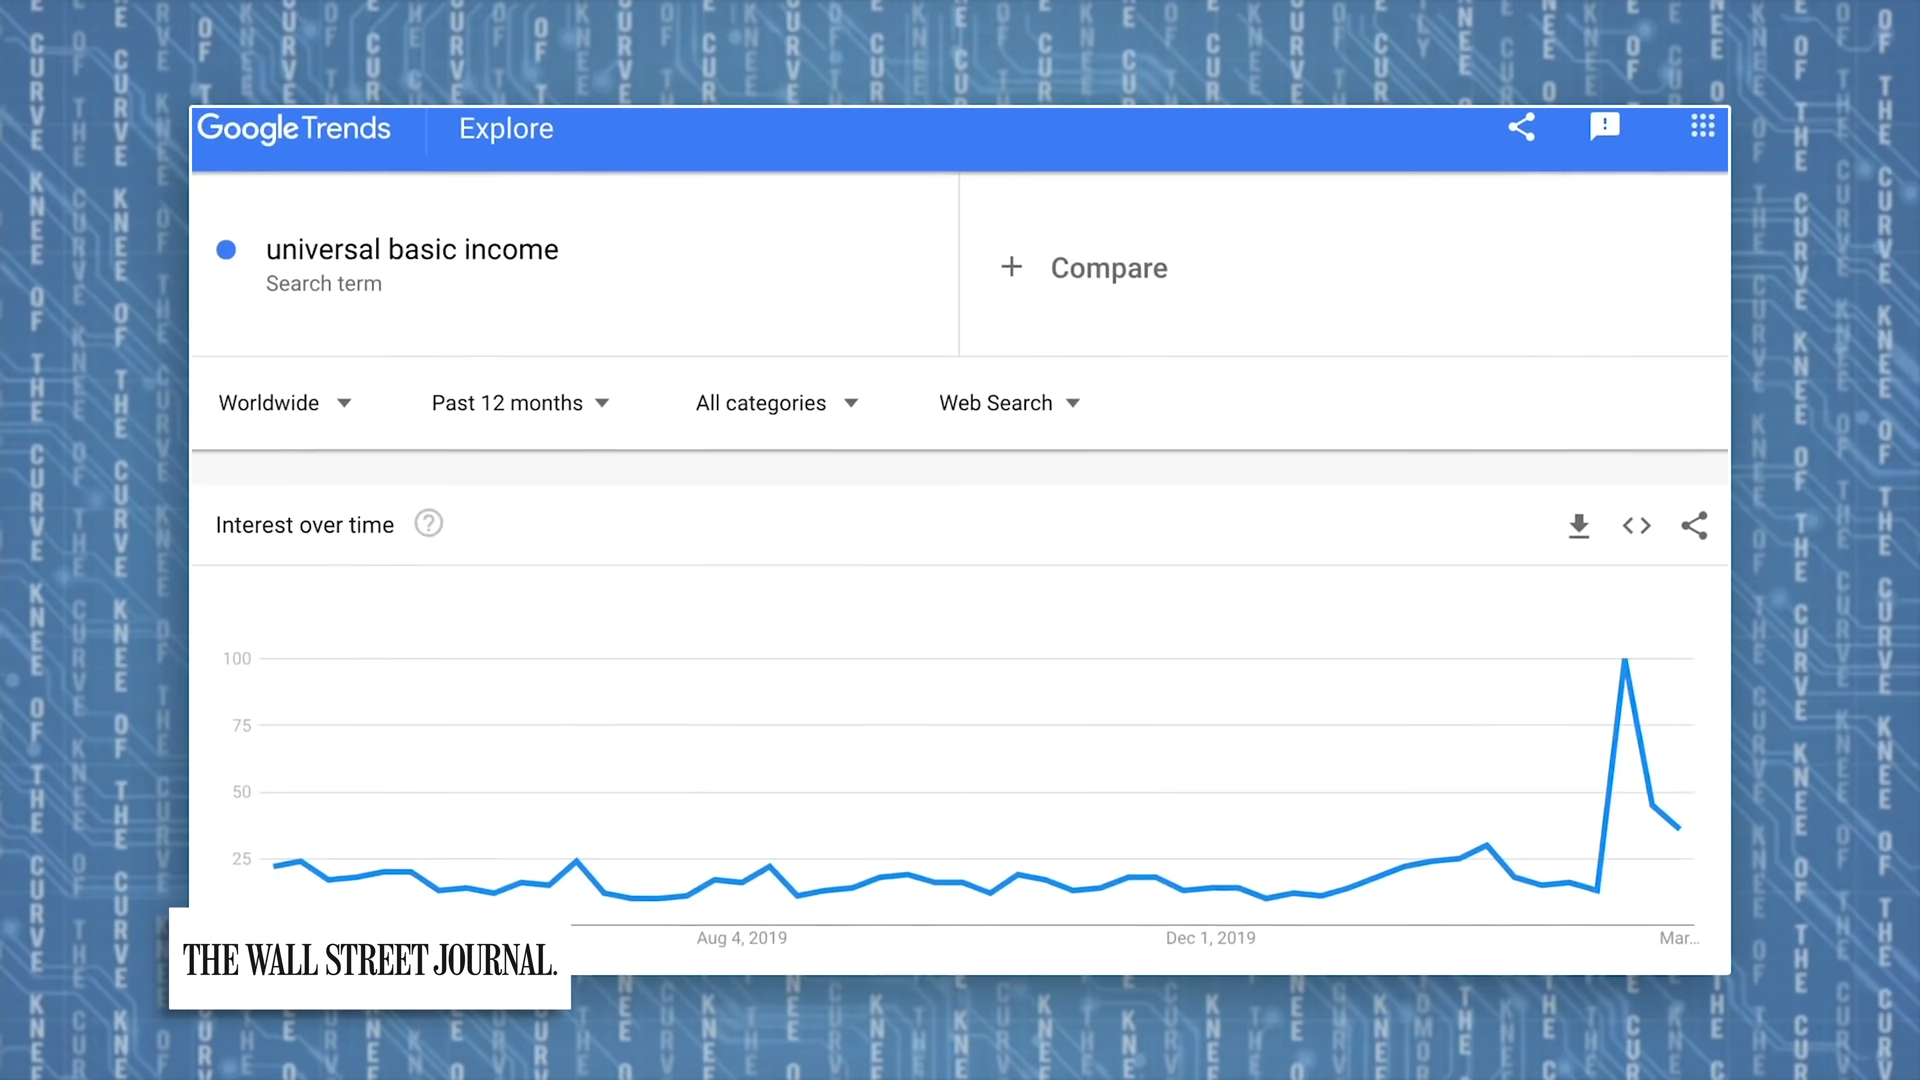 Google Trends Explore
universal basic income
Search term
+ Compare
Worldwide
Past 12 months
All categories
Web Search
Interest over time
100
75
50
25
Aug 4, 2019
Dec 1, 2019
Mar...
THE WALL STREET JOURNAL.